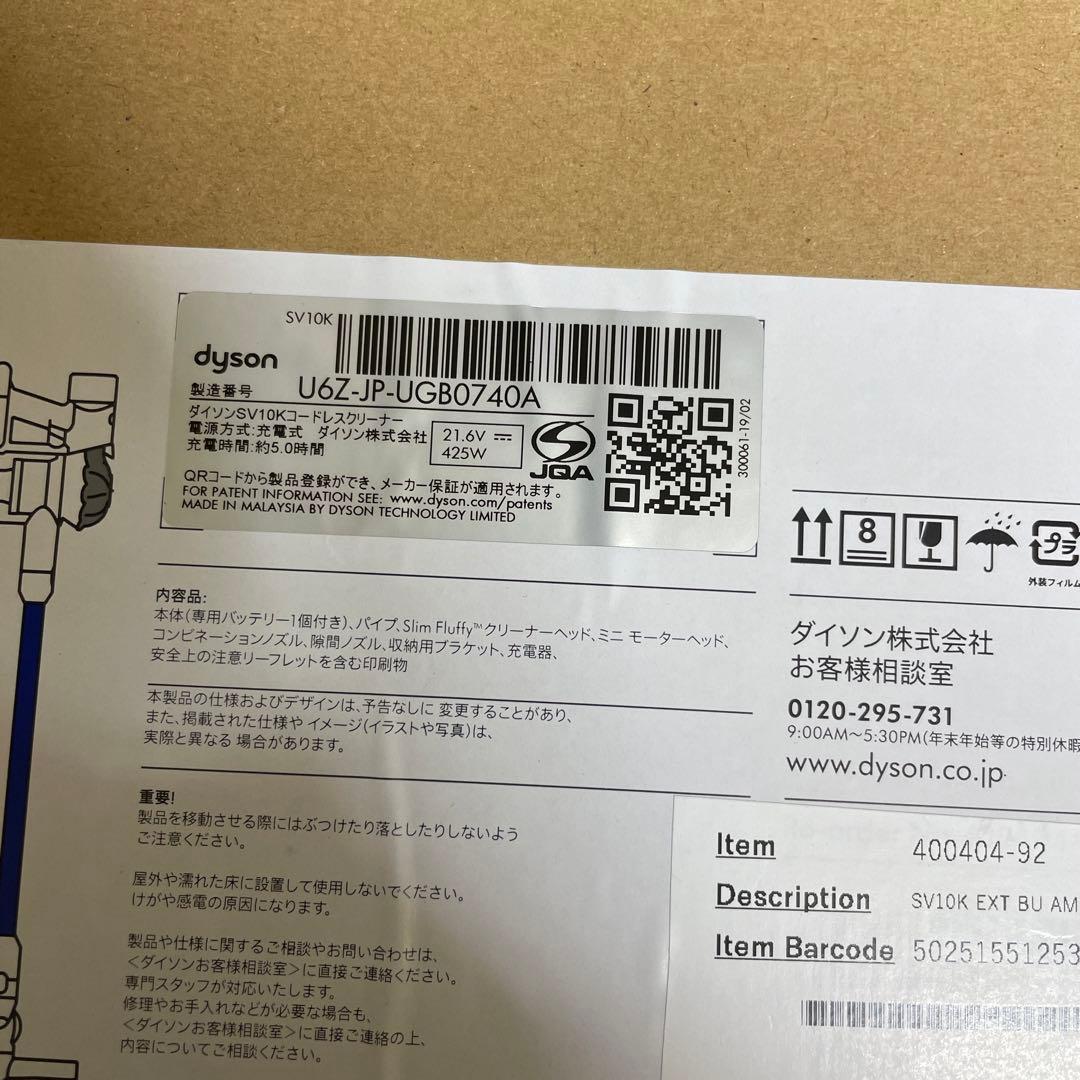 SV10K
dyson
製造番号 U6Z-JP-UGB0740A
ダイソンSV10Kコードレスクリーナー
電源方式:充電式 ダイソン株式会社
充電時間:約5.0時間
21.6V
425W
JQA
300061-19/02
QRコードから製品登録ができ、メーカー保証が適用されます。
FOR PATENT INFORMATION SEE: www.dyson.com/patents
MADE IN MALAYSIA BY DYSON TECHNOLOGY LIMITED
8
プラ
外装フィルム
内容品:
本体(専用バッテリー1個付き)、パイプ、Slim Fluffy™クリーナーヘッド、ミニ モーターヘッド、
コンビネーションノズル、隙間ノズル、収納用ブラケット、充電器、
安全上の注意リーフレットを含む印刷物
本製品の仕様およびデザインは、予告なしに 変更することがあり、
また、掲載された仕様や イメージ(イラストや写真)は、
実際と異なる 場合があります。
重要!
製品を移動させる際にはぶつけたり落としたりしないよう
ご注意ください。
屋外や濡れた床に設置して使用しないでください。
けがや感電の原因になります。
製品や仕様に関するご相談やお問い合わせは、
<ダイソンお客様相談室>に直接ご連絡ください。
専門スタッフが対応いたします。
修理やお手入れなどが必要な場合も、
<ダイソンお客様相談室>に直接ご連絡の上、
内容についてご相談ください。
ダイソン株式会社
お客様相談室
0120-295-731
9:00AM～5:30PM(年末年始等の特別休暇
www.dyson.co.jp
Item 400404-92
Description SV10K EXT BU AM
Item Barcode 50251551253